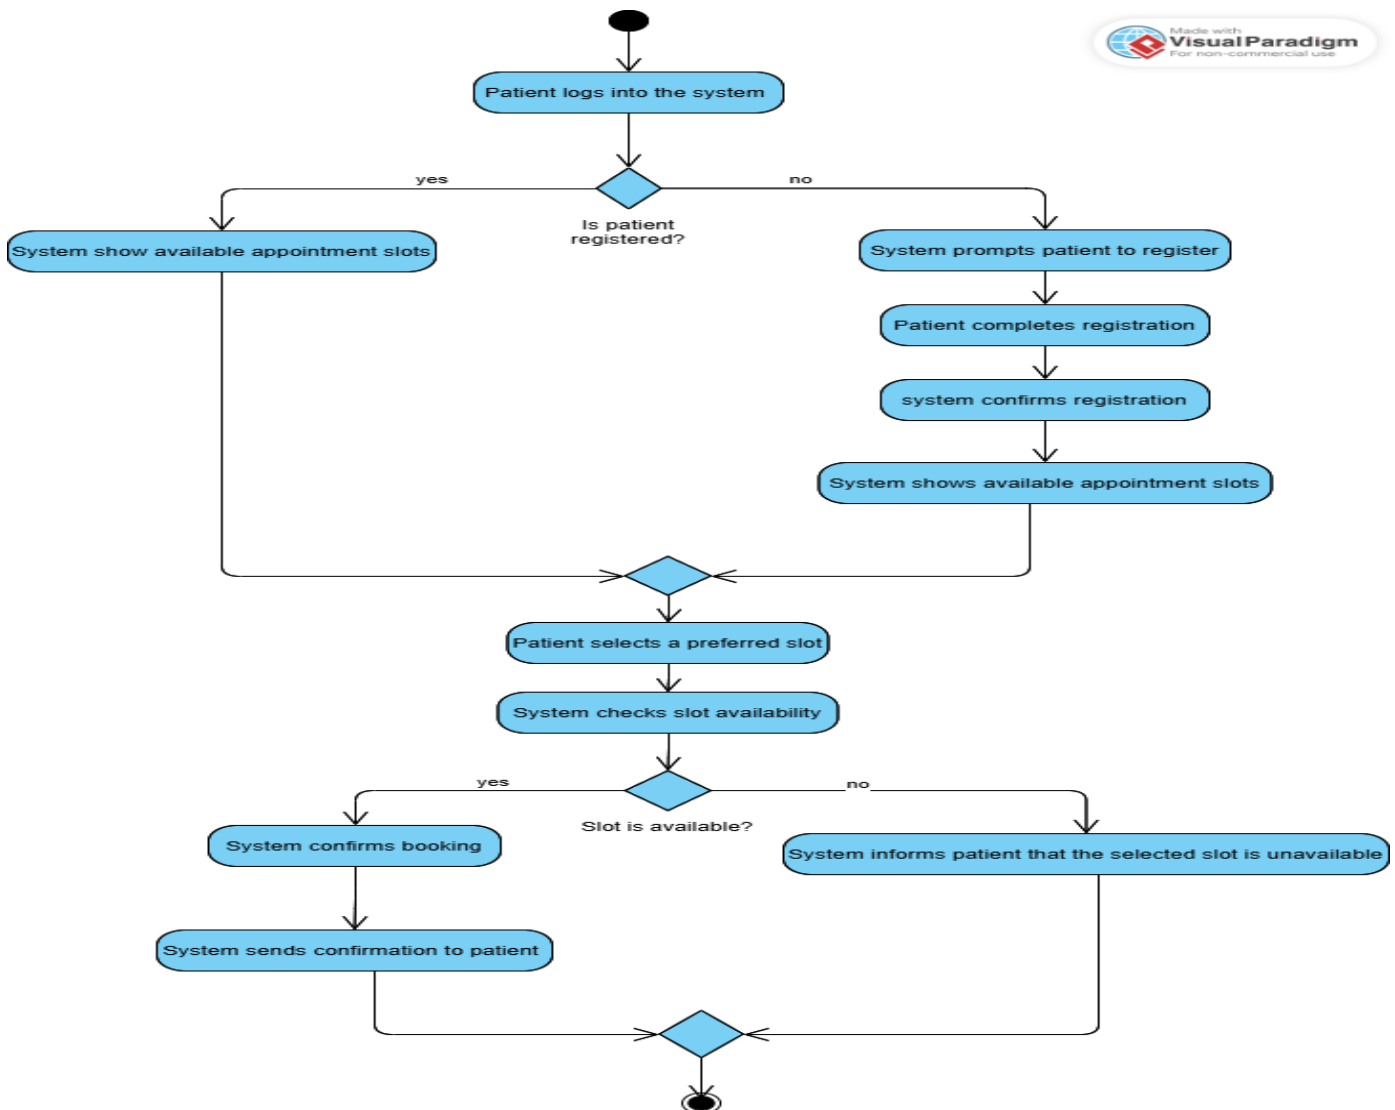 Made with
VisualParadigm
For non-commercial use
Patient logs into the system
yes
no
Is patient
registered?
System show available appointment slots
System prompts patient to register
Patient completes registration
system confirms registration
System shows available appointment slots
Patient selects a preferred slot
System checks slot availability
yes
no
Slot is available?
System confirms booking
System informs patient that the selected slot is unavailable
System sends confirmation to patient